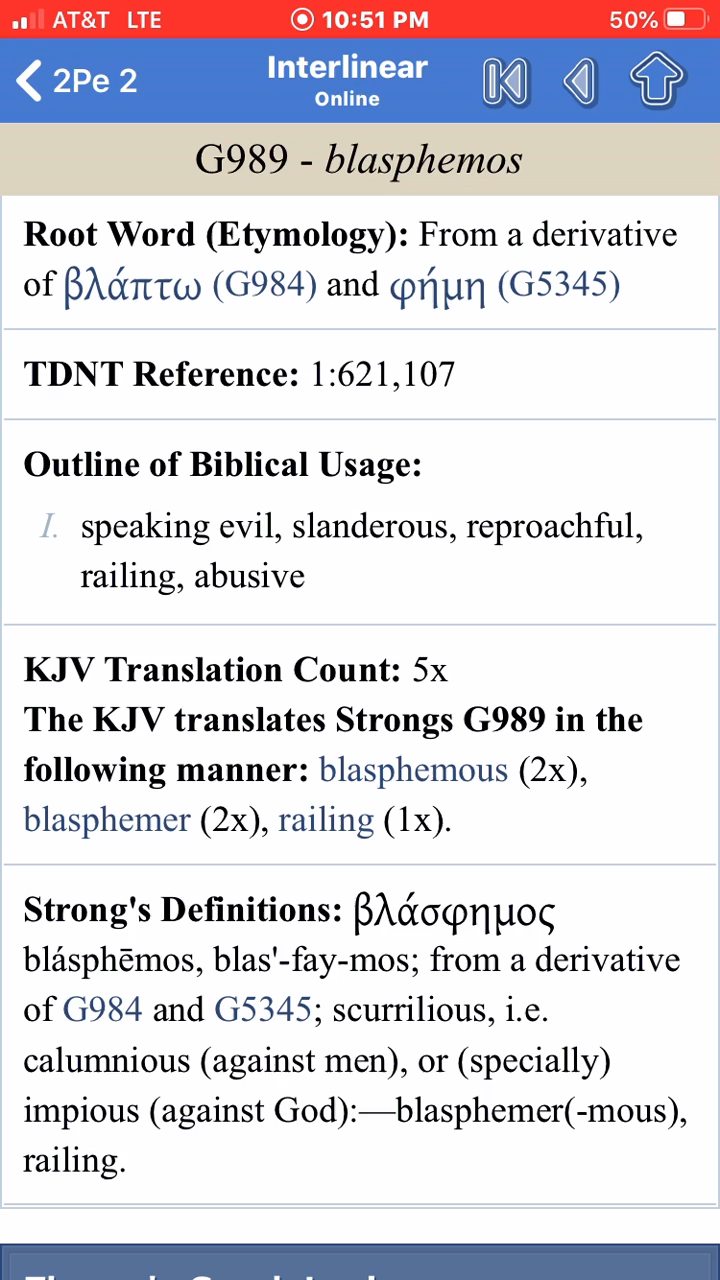 AT&T LTE 10:51 PM 50%
2Pe 2 Interlinear
Online
G989 - blasphemos
Root Word (Etymology): From a derivative
of βλάπτω (G984) and φήμη (G5345)
TDNT Reference: 1:621,107
Outline of Biblical Usage:
I. speaking evil, slanderous, reproachful,
railing, abusive
KJV Translation Count: 5x
The KJV translates Strongs G989 in the
following manner: blasphemous (2x),
blasphemer (2x), railing (1x).
Strong's Definitions: βλάσφημος
blásphēmos, blas'-fay-mos; from a derivative
of G984 and G5345; scurrilious, i.e.
calumnious (against men), or (specially)
impious (against God):—blasphemer(-mous),
railing.